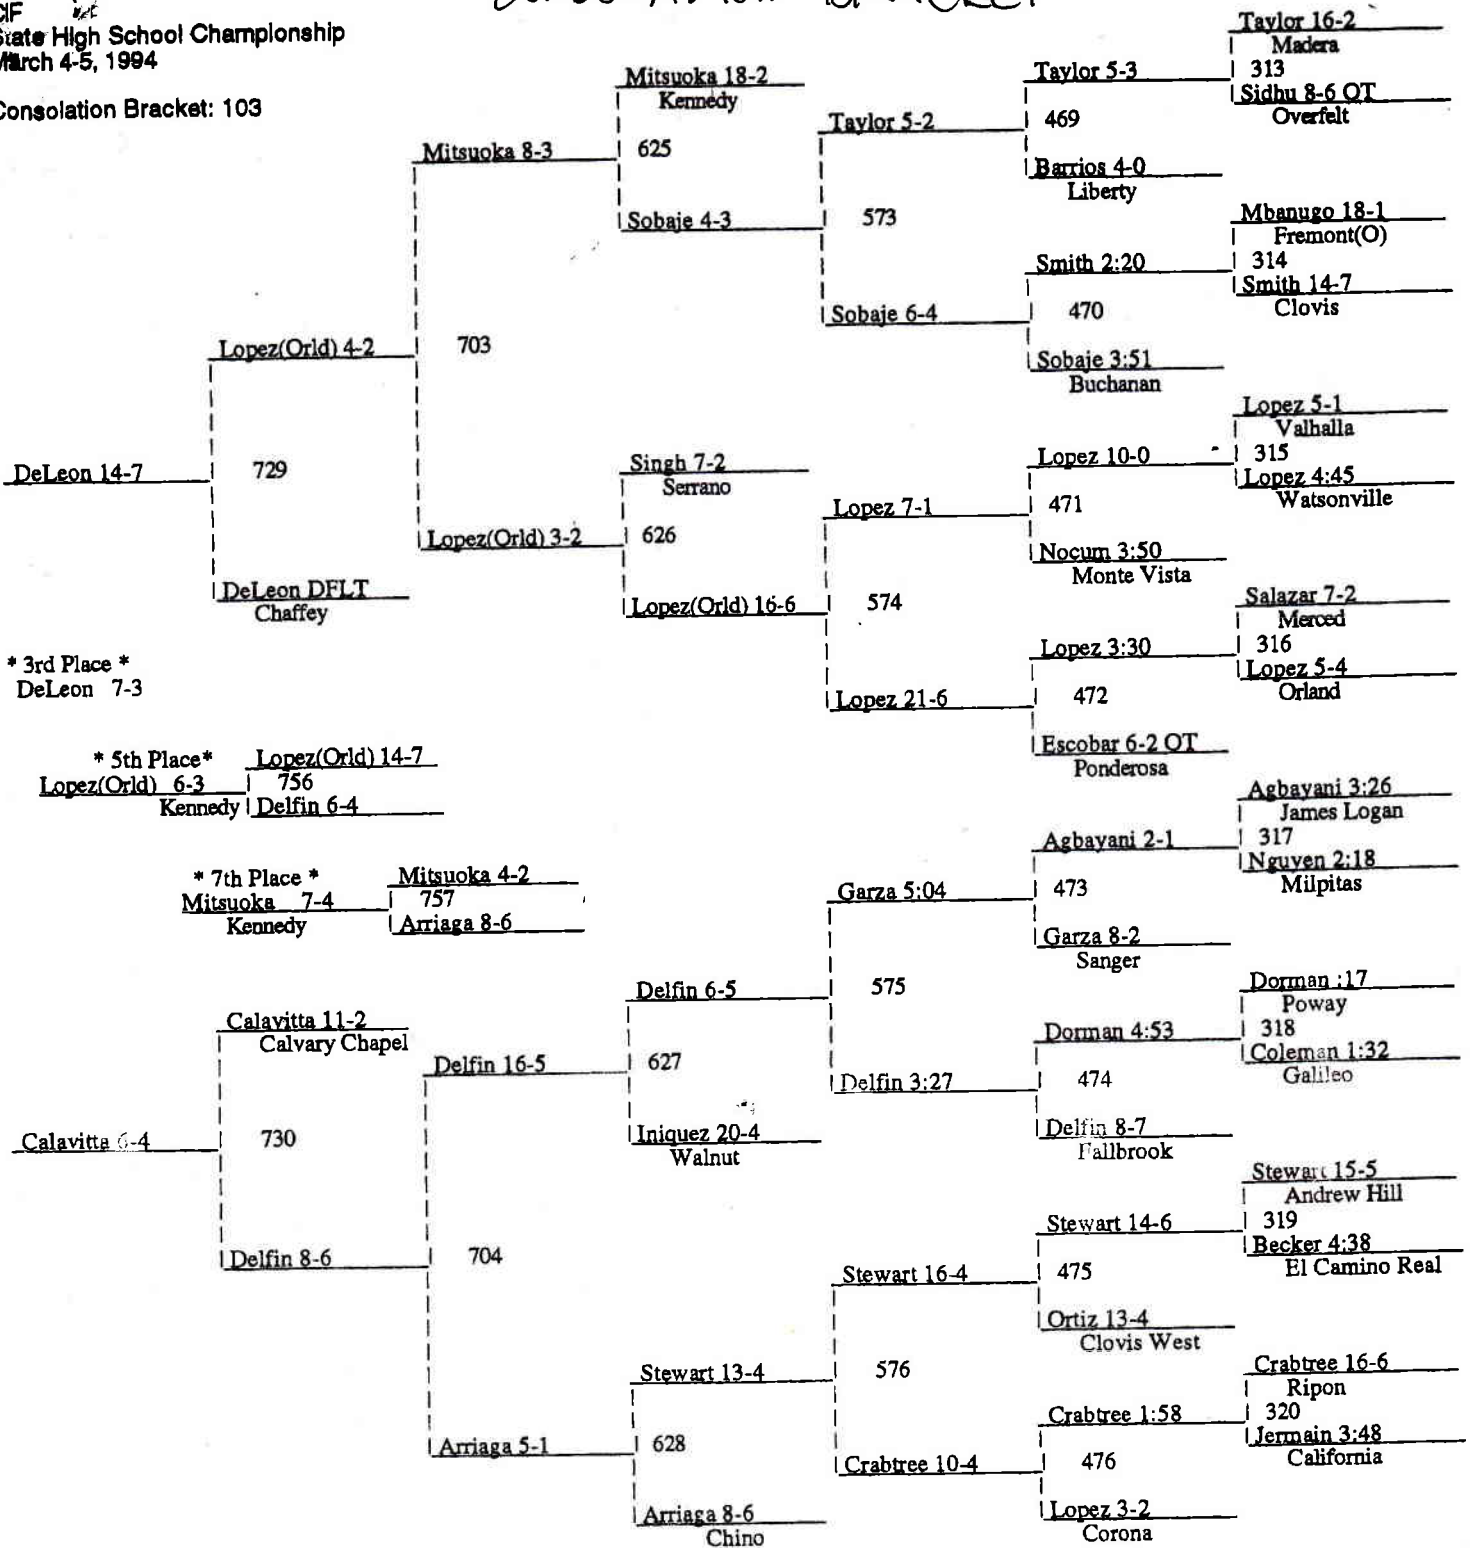 CIF
State High School Championship
March 4-5, 1994
Consolation Bracket: 103
Taylor 16-2
Madera
313
Sidhu 8-6 OT
Overfelt
Taylor 5-3
469
Barrios 4-0
Liberty
Mitsuoka 18-2
Kennedy
625
Sobaje 4-3
Taylor 5-2
573
Sobaje 6-4
Mitsuoka 8-3
Mbanugo 18-1
Fremont(O)
314
Smith 14-7
Clovis
Smith 2:20
470
Sobaje 3:51
Buchanan
Lopez(Orld) 4-2
703
Lopez 5-1
Valhalla
315
Lopez 4:45
Watsonville
Lopez 10-0
471
Nocum 3:50
Monte Vista
Singh 7-2
Serrano
626
Lopez(Orld) 16-6
Lopez 7-1
574
Lopez 21-6
Lopez(Orld) 3-2
DeLeon 14-7
729
DeLeon DFLT
Chaffey
Salazar 7-2
Merced
316
Lopez 5-4
Orland
Lopez 3:30
472
Escobar 6-2 OT
Ponderosa
* 3rd Place *
DeLeon 7-3
* 5th Place*
Lopez(Orld) 6-3
Kennedy
Lopez(Orld) 14-7
756
Delfin 6-4
* 7th Place *
Mitsuoka 7-4
Kennedy
Mitsuoka 4-2
757
Arriaga 8-6
Agbayani 3:26
James Logan
317
Nguyen 2:18
Milpitas
Agbayani 2-1
473
Garza 8-2
Sanger
Garza 5:04
575
Delfin 3:27
Dorman :17
Poway
318
Coleman 1:32
Galileo
Dorman 4:53
474
Delfin 8-7
Fallbrook
Delfin 6-5
627
Iniquez 20-4
Walnut
Calavitta 11-2
Calvary Chapel
Delfin 16-5
Calavitta 6-4
730
Delfin 8-6
704
Stewart 15-5
Andrew Hill
319
Becker 4:38
El Camino Real
Stewart 14-6
475
Ortiz 13-4
Clovis West
Stewart 16-4
576
Crabtree 10-4
Stewart 13-4
628
Arriaga 8-6
Chino
Arriaga 5-1
Crabtree 16-6
Ripon
320
Jermain 3:48
California
Crabtree 1:58
476
Lopez 3-2
Corona